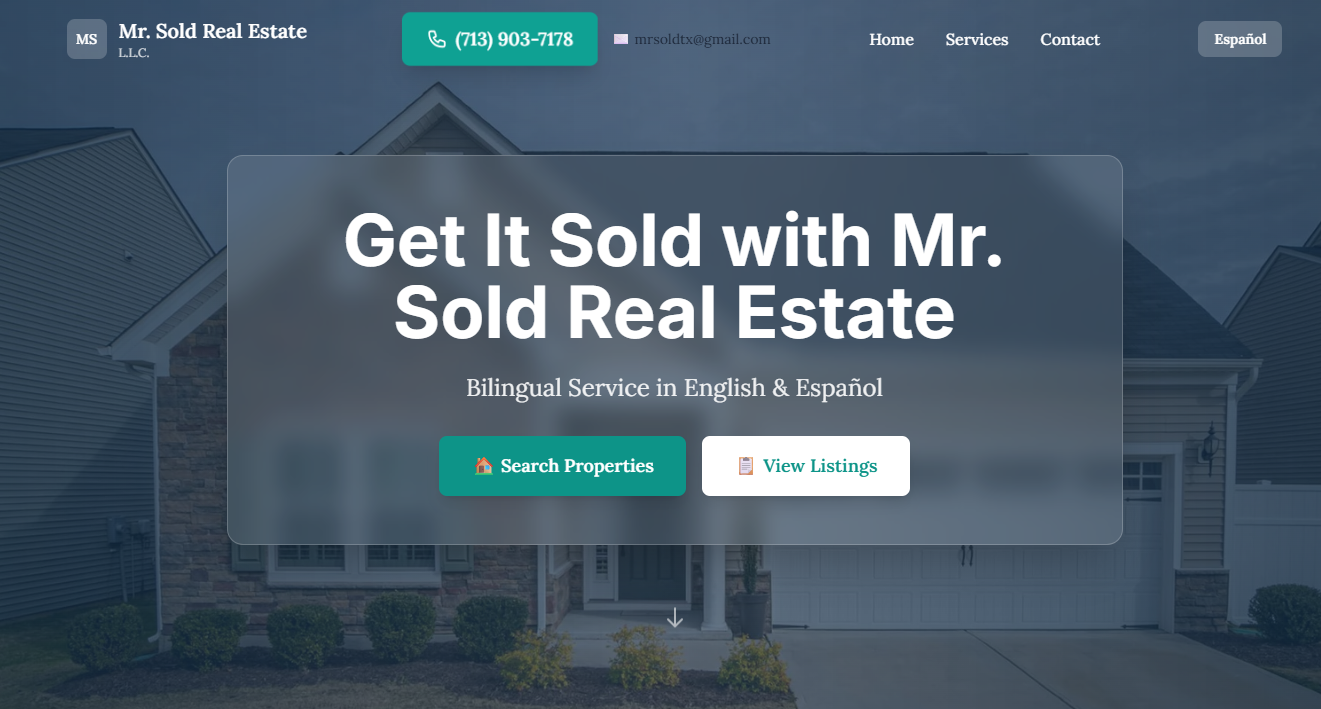 MS
Mr. Sold Real Estate
L.L.C.
(713) 903-7178
mrsoldtx@gmail.com
Home
Services
Contact
Español
Get It Sold with Mr.
Sold Real Estate
Bilingual Service in English & Español
Search Properties
View Listings